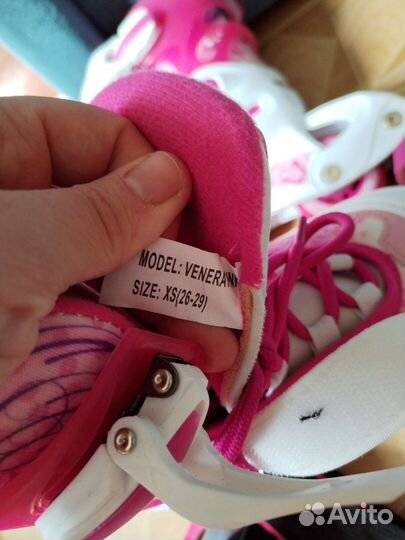 MODEL: VENERA
SIZE: XS(26-29)
Avito